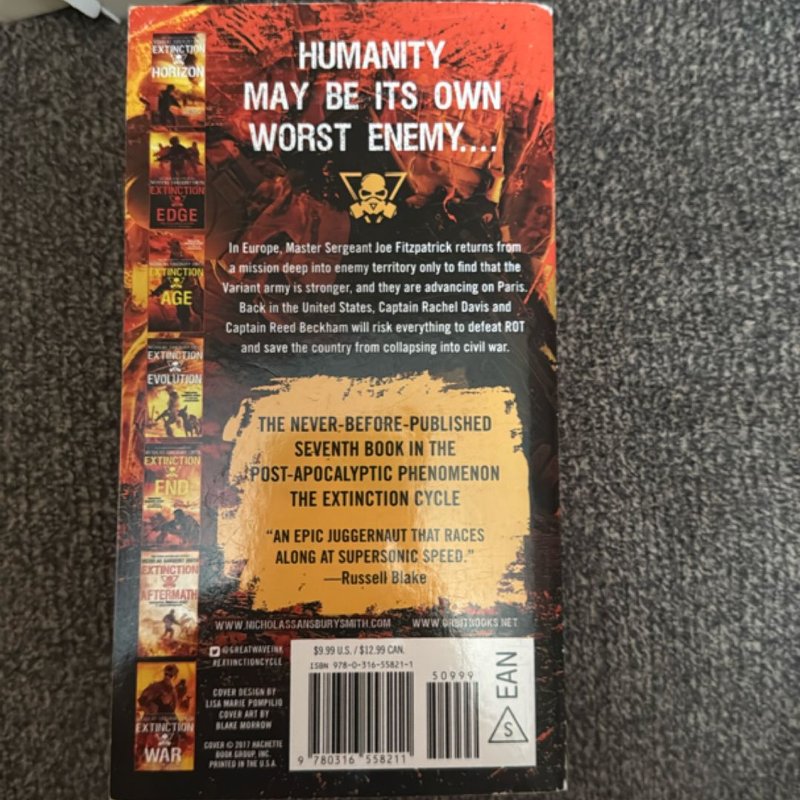 HUMANITY
MAY BE ITS OWN
WORST ENEMY....
In Europe, Master Sergeant Joe Fitzpatrick returns from
a mission deep into enemy territory only to find that the
Variant army is stronger, and they are advancing on Paris.
Back in the United States, Captain Rachel Davis and
Captain Reed Beckham will risk everything to defeat ROT
and save the country from collapsing into civil war.
THE NEVER-BEFORE-PUBLISHED
SEVENTH BOOK IN THE
POST-APOCALYPTIC PHENOMENON
THE EXTINCTION CYCLE
“AN EPIC JUGGERNAUT THAT RACES
ALONG AT SUPERSONIC SPEED.”
—Russell Blake
WWW.NICHOLASSANSBURYSMITH.COM
WWW.ORBITBOOKS.NET
@GREATWAVEINK
#EXTINCTIONCYCLE
COVER DESIGN BY
LISA MARIE POMPILIO
COVER ART BY
BLAKE MORROW
COVER © 2017 HACHETTE
BOOK GROUP, INC.
PRINTED IN THE U.S.A.
$9.99 U.S. / $12.99 CAN.
ISBN 978-0-316-55821-1
50999
9 780316 558211
S
EAN
EXTINCTION
HORIZON
EXTINCTION
EDGE
EXTINCTION
AGE
EXTINCTION
EVOLUTION
EXTINCTION
END
EXTINCTION
AFTERMATH
EXTINCTION
WAR